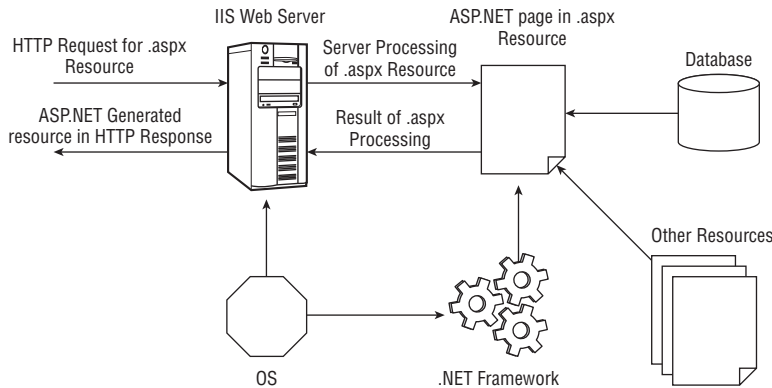 IIS Web Server
ASP.NET page in .aspx
Resource
HTTP Request for .aspx
Resource
Server Processing
of .aspx Resource
Database
ASP.NET Generated
resource in HTTP Response
Result of .aspx
Processing
Other Resources
OS
.NET Framework